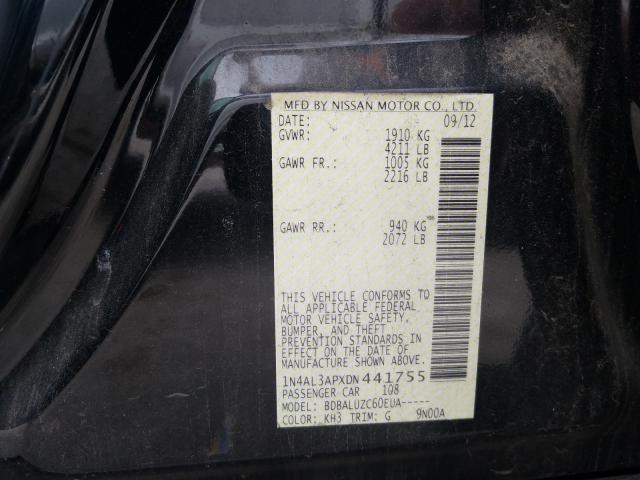 MFD BY NISSAN MOTOR CO., LTD.
DATE: 09/12
GVWR: 1910 KG
4211 LB
GAWR FR.: 1005 KG
2216 LB
GAWR RR.: 940 KG
2072 LB
THIS VEHICLE CONFORMS TO
ALL APPLICABLE FEDERAL
MOTOR VEHICLE SAFETY,
BUMPER, AND THEFT
PREVENTION STANDARDS IN
EFFECT ON THE DATE OF
MANUFACTURE SHOWN ABOVE.
1N4AL3APXDN441755
PASSENGER CAR 108
MODEL: BDBALUZC60EUA-----
COLOR: KH3 TRIM: G 9N00A